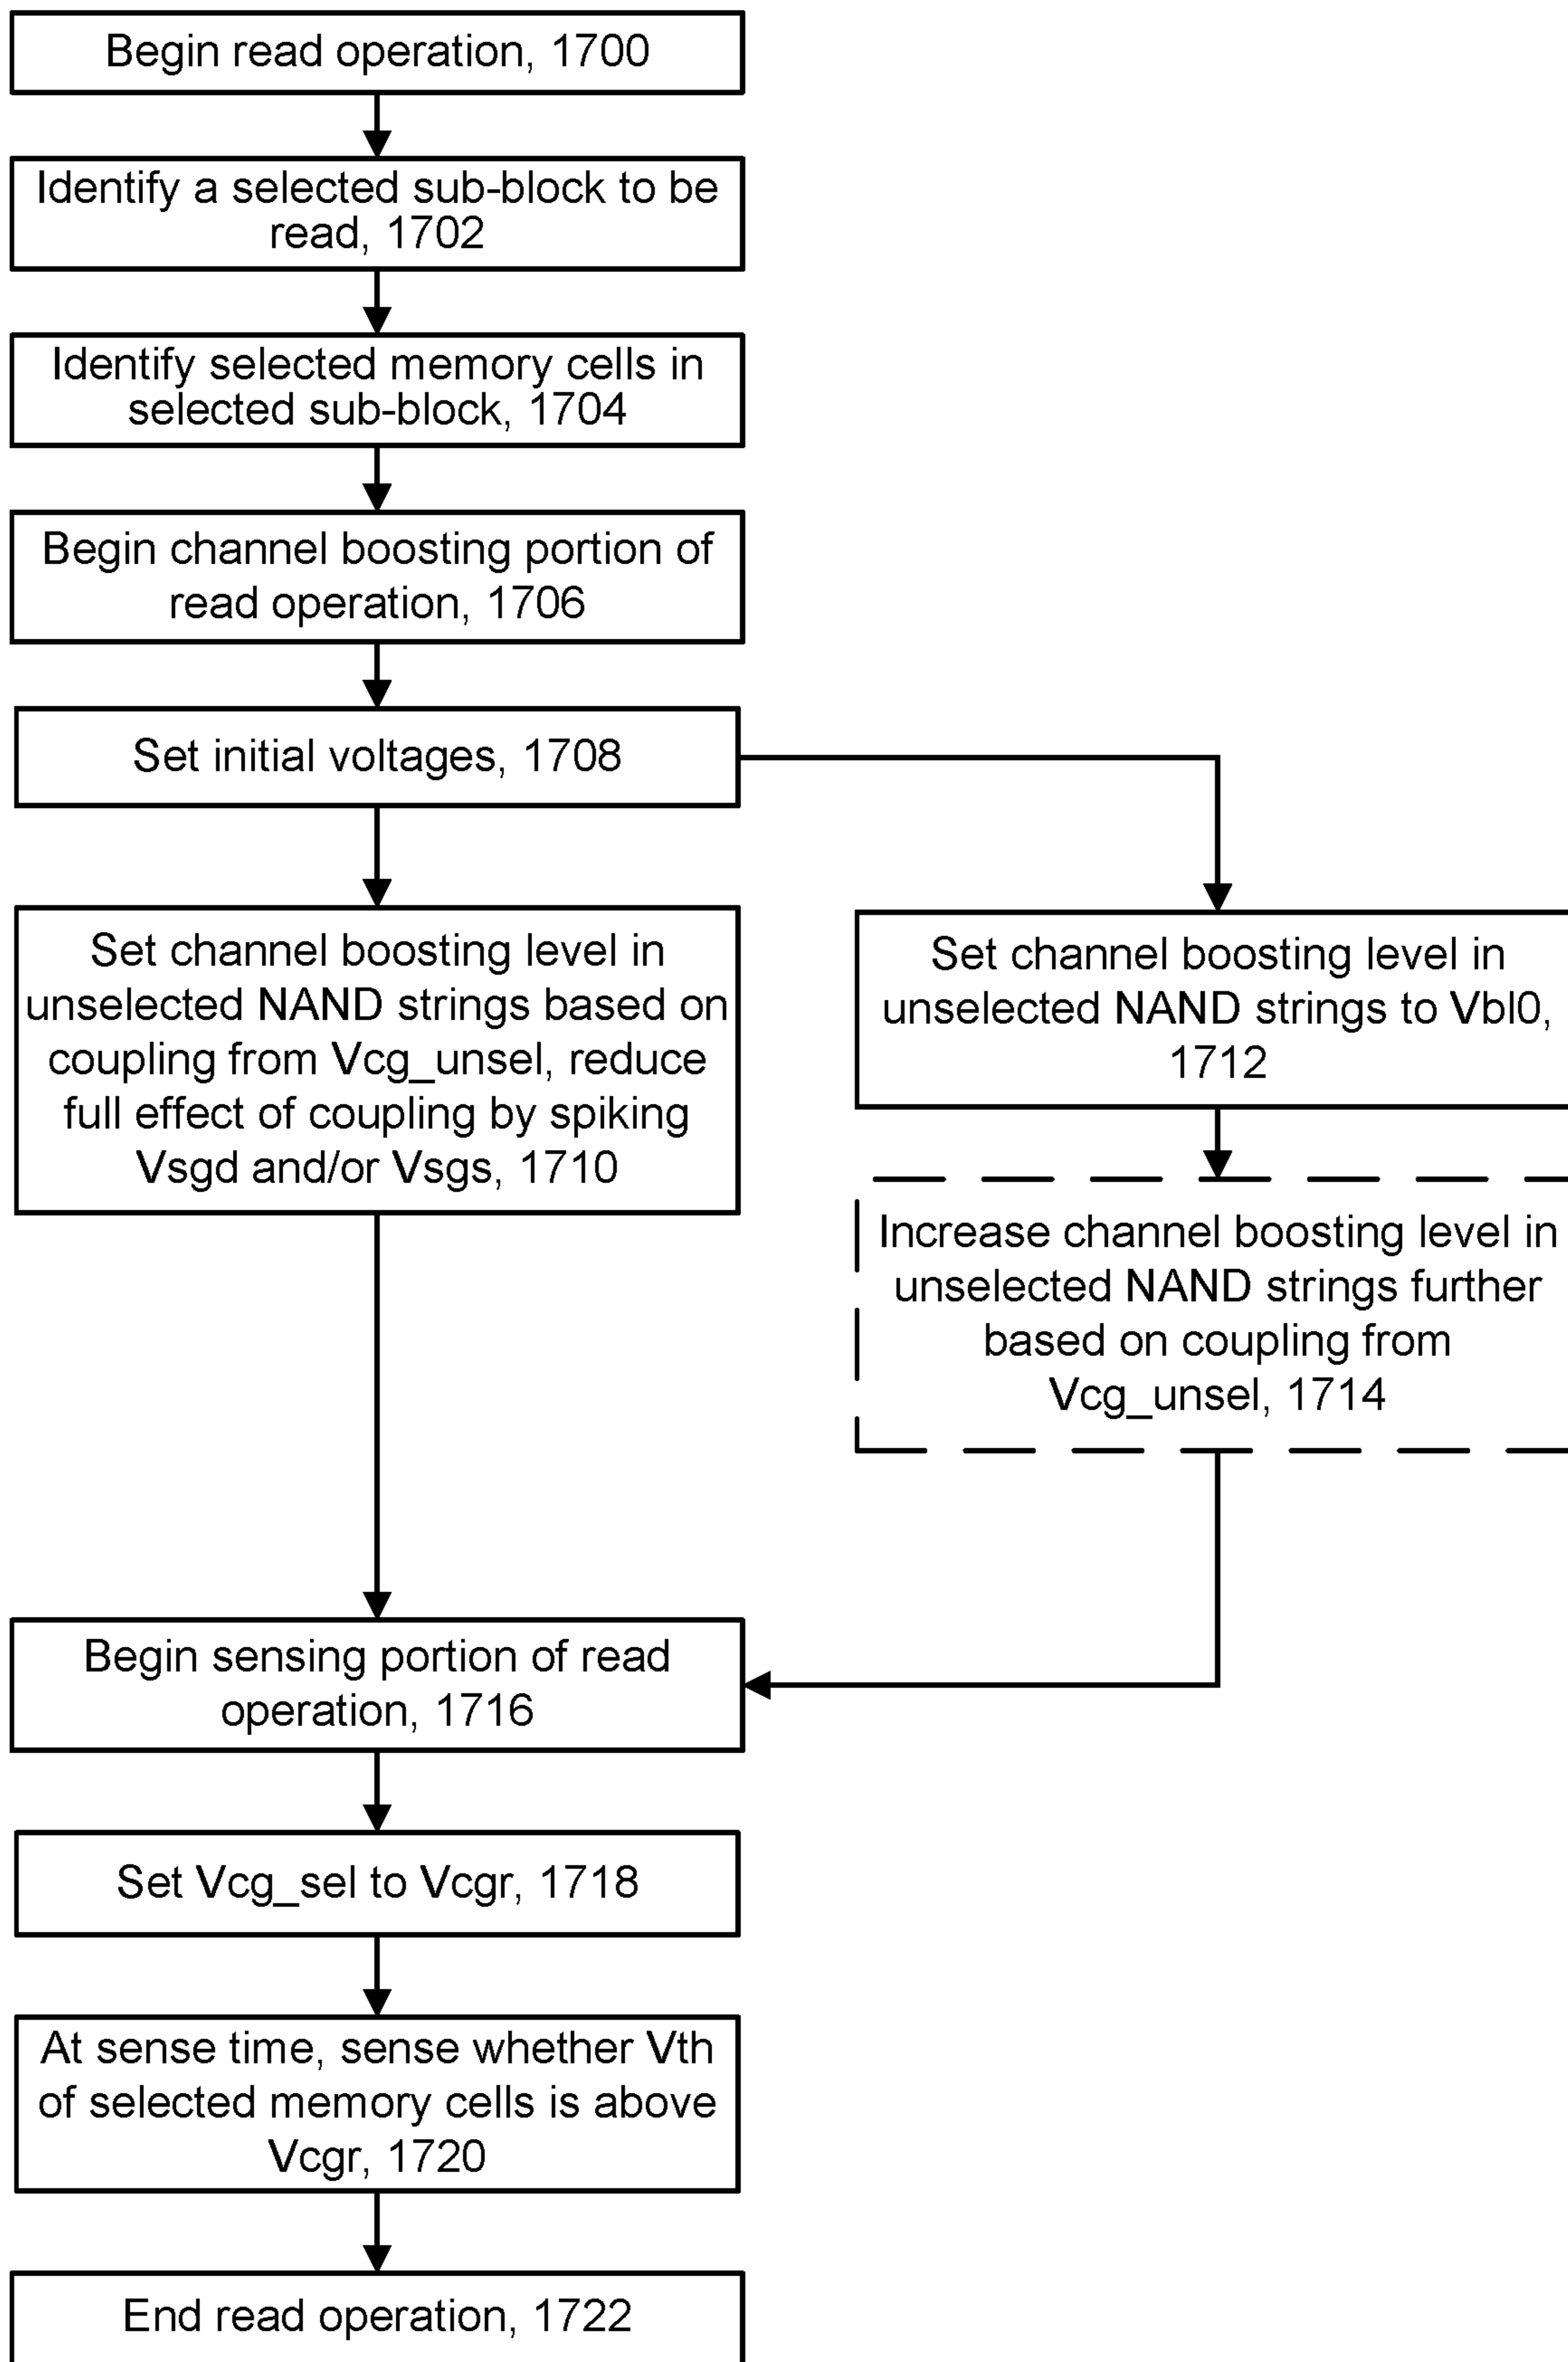 Begin read operation, 1700
Identify a selected sub-block to be
read, 1702
Identify selected memory cells in
selected sub-block, 1704
Begin channel boosting portion of
read operation, 1706
Set initial voltages, 1708
Set channel boosting level in
unselected NAND strings based on
coupling from Vcg_unsel, reduce
full effect of coupling by spiking
Vsgd and/or Vsgs, 1710
Set channel boosting level in
unselected NAND strings to Vbl0,
1712
Increase channel boosting level in
unselected NAND strings further
based on coupling from
Vcg_unsel, 1714
Begin sensing portion of read
operation, 1716
Set Vcg_sel to Vcgr, 1718
At sense time, sense whether Vth
of selected memory cells is above
Vcgr, 1720
End read operation, 1722